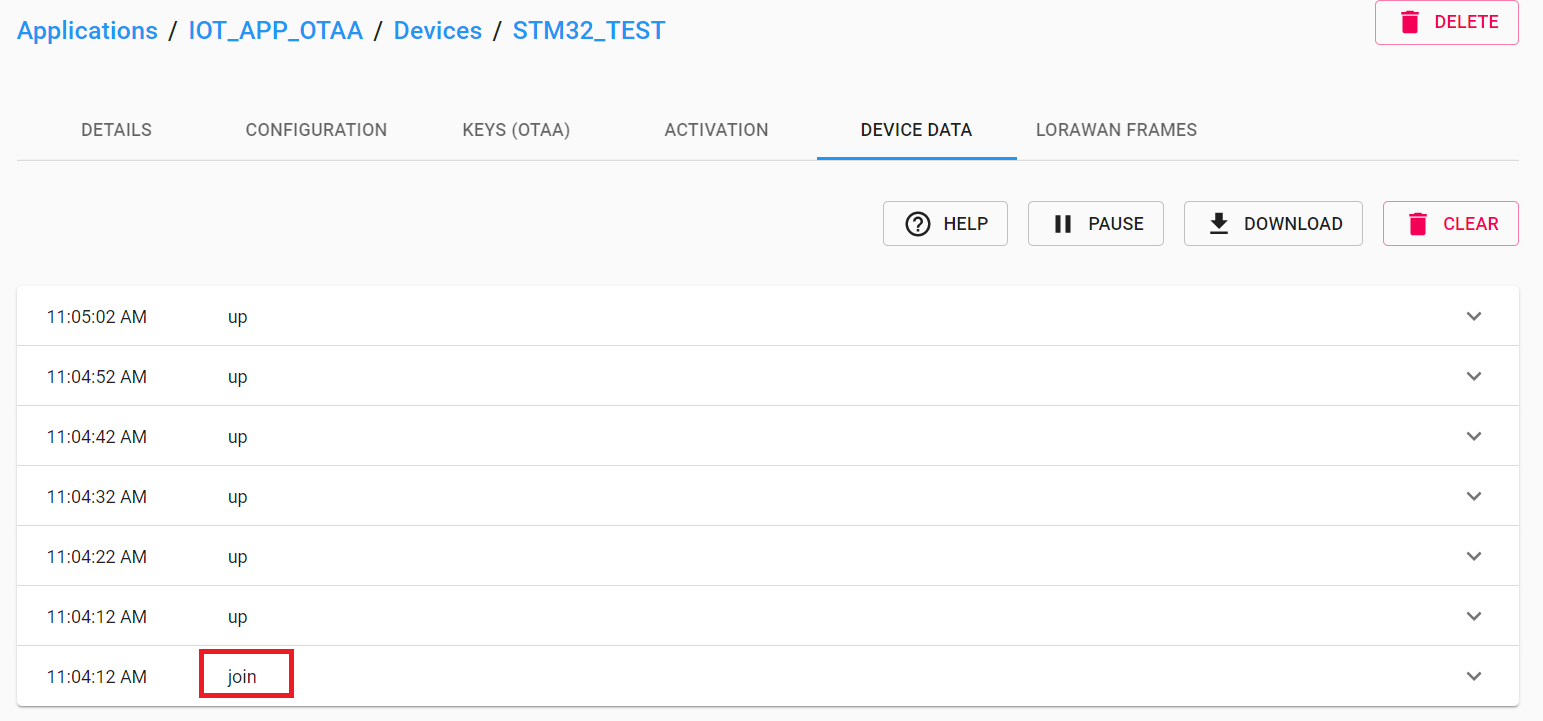 Applications / IOT_APP_OTAA / Devices / STM32_TEST
DELETE
DETAILS CONFIGURATION KEYS (OTAA) ACTIVATION DEVICE DATA LORAWAN FRAMES
HELP PAUSE DOWNLOAD CLEAR
11:05:02 AM up
11:04:52 AM up
11:04:42 AM up
11:04:32 AM up
11:04:22 AM up
11:04:12 AM up
11:04:12 AM join